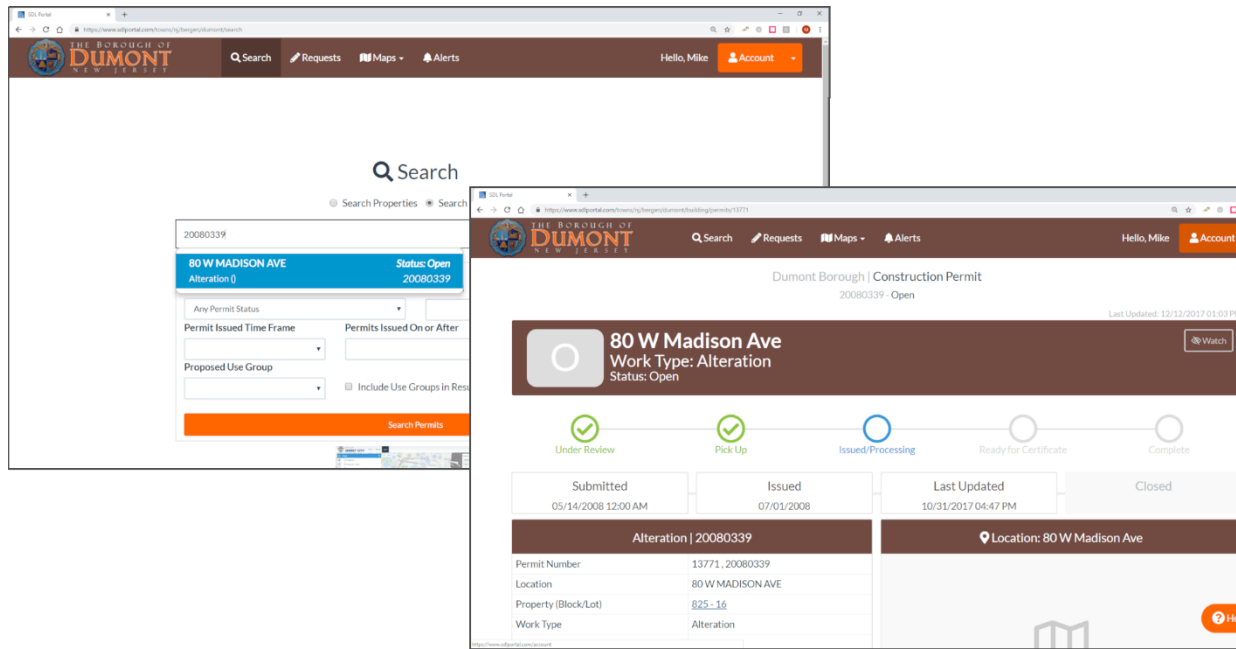 SDL Portal
https://www.sdlportal.com/towns/nj/bergen/dumont/search
THE BOROUGH OF
DUMONT
NEW JERSEY
Search Requests Maps Alerts
Hello, Mike Account
Search
Search Properties Search
20080339
80 W MADISON AVE Status: Open
Alteration () 20080339
Any Permit Status
Permit Issued Time Frame Permits Issued On or After
Proposed Use Group
Include Use Groups in Resu
Search Permits
SDL Portal
https://www.sdlportal.com/towns/nj/bergen/dumont/building/permits/13771
THE BOROUGH OF
DUMONT
NEW JERSEY
Search Requests Maps Alerts
Hello, Mike Account
Dumont Borough | Construction Permit
20080339 - Open
Last Updated: 12/12/2017 01:03 P
O
80 W Madison Ave
Work Type: Alteration
Status: Open
Watch
Under Review Pick Up Issued/Processing Ready for Certificate Complete
Submitted Issued Last Updated Closed
05/14/2008 12:00 AM 07/01/2008 10/31/2017 04:47 PM
Alteration | 20080339
Location: 80 W Madison Ave
Permit Number 13771 , 20080339
Location 80 W MADISON AVE
Property (Block/Lot) 825 - 16
Work Type Alteration
He
https://www.sdlportal.com/account